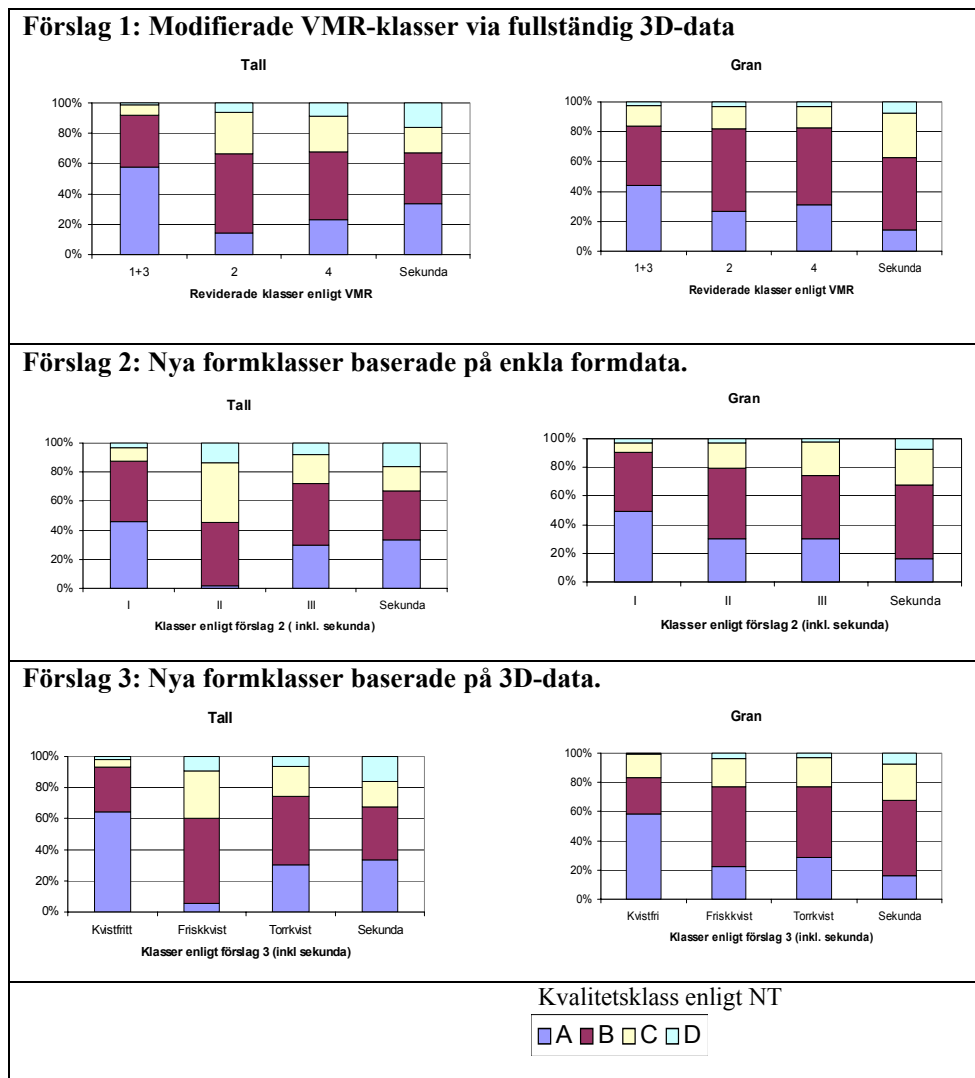 Förslag 1: Modifierade VMR-klasser via fullständig 3D-data
Tall
100%
80%
60%
40%
20%
0%
1+3 2 4 Sekunda
Reviderade klasser enligt VMR
Gran
100%
80%
60%
40%
20%
0%
1+3 2 4 Sekunda
Reviderade klasser enligt VMR
Förslag 2: Nya formklasser baserade på enkla formdata.
Tall
100%
80%
60%
40%
20%
0%
I II III Sekunda
Klasser enligt förslag 2 ( inkl. sekunda)
Gran
100%
80%
60%
40%
20%
0%
I II III Sekunda
Klasser enligt förslag 2 (inkl. sekunda)
Förslag 3: Nya formklasser baserade på 3D-data.
Tall
100%
80%
60%
40%
20%
0%
Kvistfritt Friskkvist Torrkvist Sekunda
Klasser enligt förslag 3 (inkl sekunda)
Gran
100%
80%
60%
40%
20%
0%
Kvistfri Friskkvist Torrkvist Sekunda
Klasser enligt förslag 3 (inkl. sekunda)
Kvalitetsklass enligt NT
A B C D